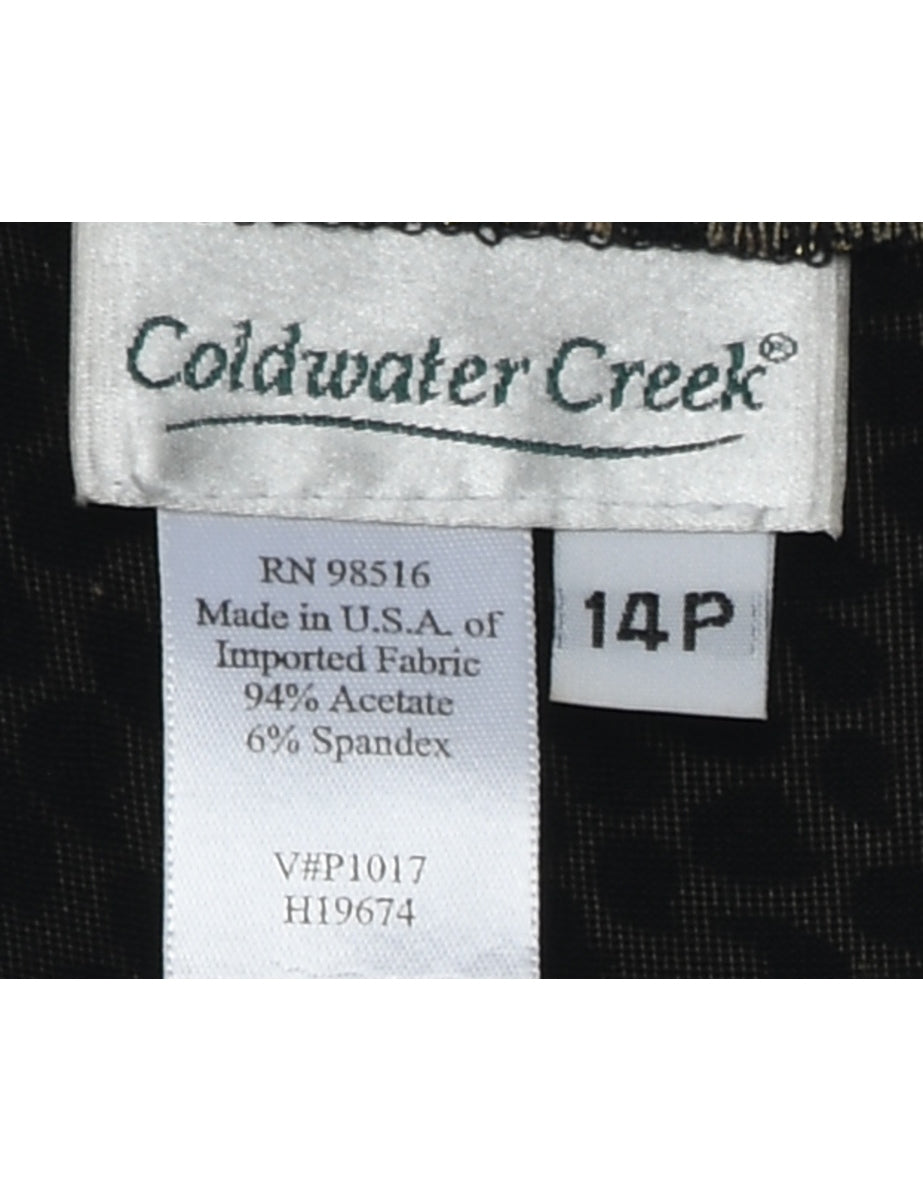 Coldwater Creek®
RN 98516
Made in U.S.A. of
Imported Fabric
94% Acetate
6% Spandex
V#P1017
H19674
14P